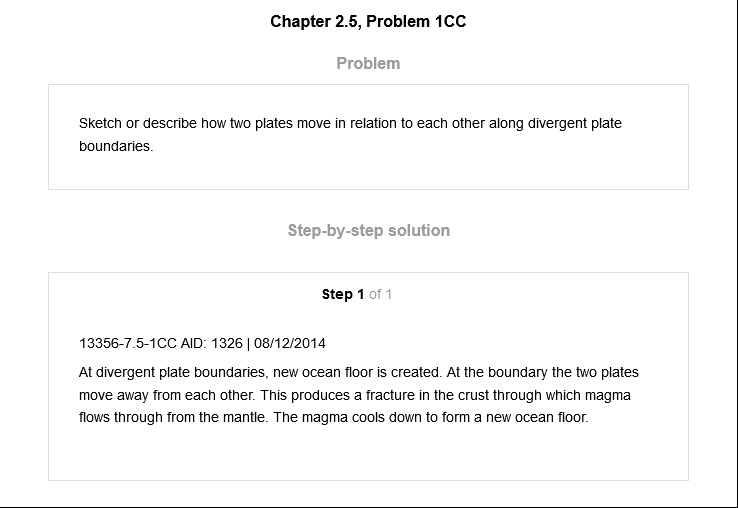 Chapter 2.5, Problem 1CC
Problem
Sketch or describe how two plates move in relation to each other along divergent plate
boundaries.
Step-by-step solution
Step 1 of 1
13356-7.5-1CC AID: 1326 | 08/12/2014
At divergent plate boundaries, new ocean floor is created. At the boundary the two plates
move away from each other. This produces a fracture in the crust through which magma
flows through from the mantle. The magma cools down to form a new ocean floor.